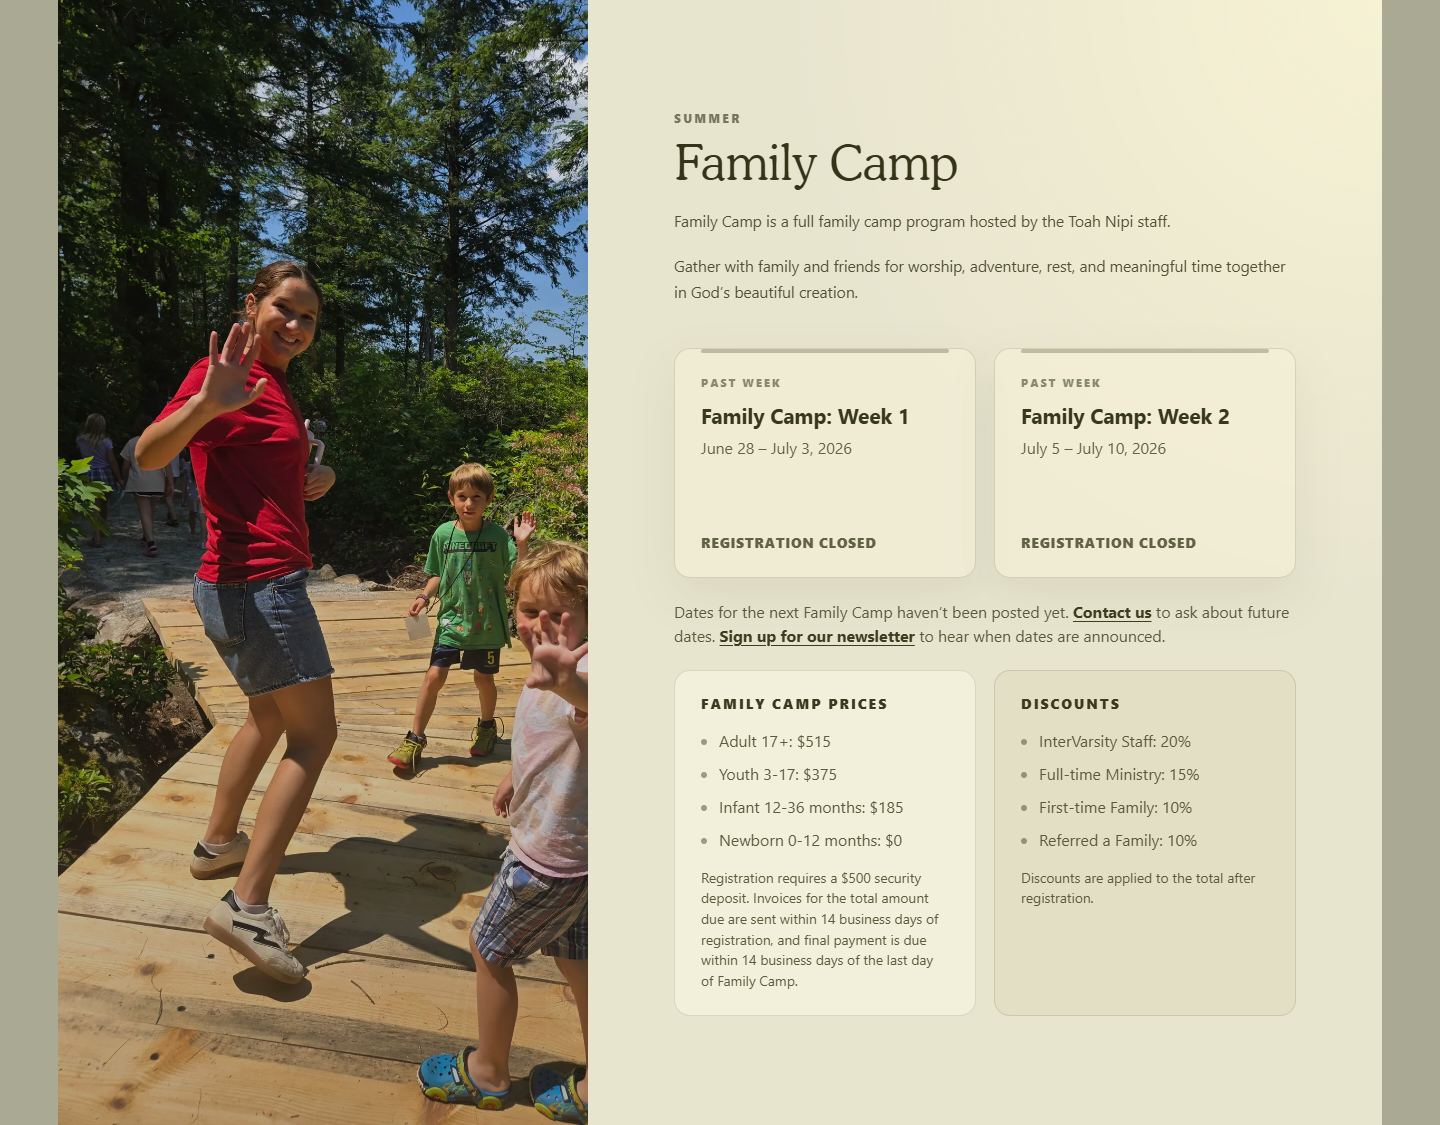 SUMMER
Family Camp
Family Camp is a full family camp program hosted by the Toah Nipi staff.
Gather with family and friends for worship, adventure, rest, and meaningful time together
in God's beautiful creation.
PAST WEEK
Family Camp: Week 1
June 28 – July 3, 2026
REGISTRATION CLOSED
PAST WEEK
Family Camp: Week 2
July 5 – July 10, 2026
REGISTRATION CLOSED
Dates for the next Family Camp haven't been posted yet. Contact us to ask about future
dates. Sign up for our newsletter to hear when dates are announced.
FAMILY CAMP PRICES
Adult 17+: $515
Youth 3-17: $375
Infant 12-36 months: $185
Newborn 0-12 months: $0
Registration requires a $500 security
deposit. Invoices for the total amount
due are sent within 14 business days of
registration, and final payment is due
within 14 business days of the last day
of Family Camp.
DISCOUNTS
InterVarsity Staff: 20%
Full-time Ministry: 15%
First-time Family: 10%
Referred a Family: 10%
Discounts are applied to the total after
registration.
MINECRAFT
5